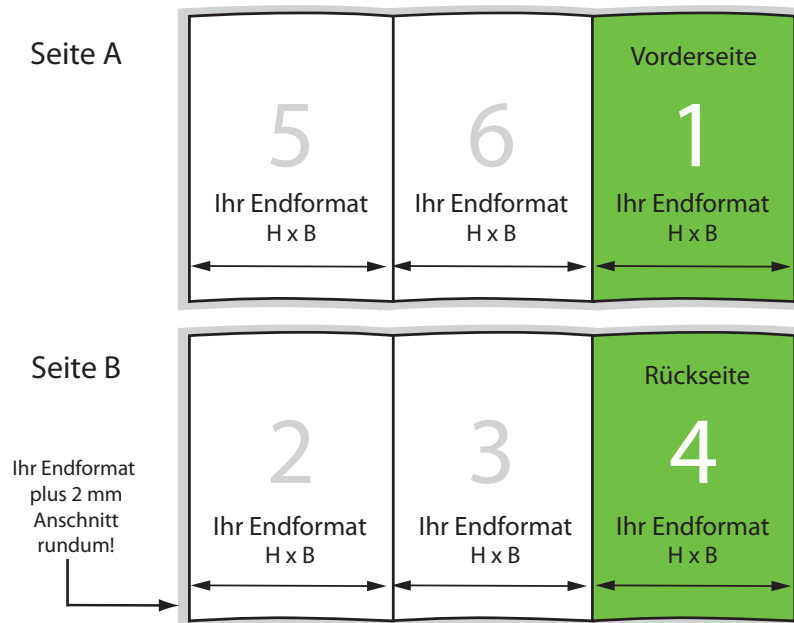 Seite A
5
Ihr Endformat
H x B
6
Ihr Endformat
H x B
Vorderseite
1
Ihr Endformat
H x B
Seite B
Ihr Endformat
plus 2 mm
Anschnitt
rundum!
2
Ihr Endformat
H x B
3
Ihr Endformat
H x B
Rückseite
4
Ihr Endformat
H x B